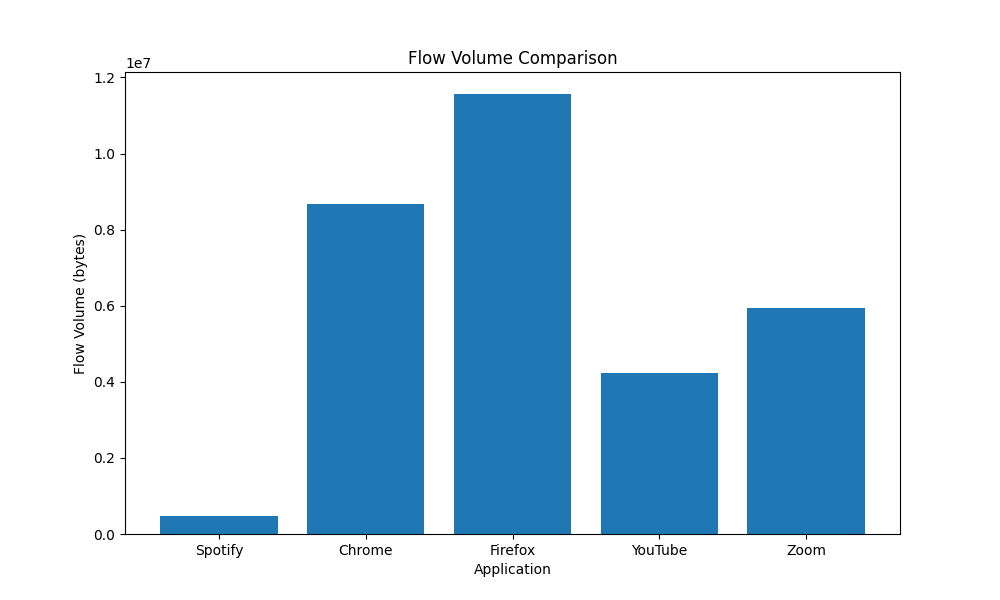 Flow Volume Comparison
1e7
1.2
1.0
0.8
0.6
0.4
0.2
0.0
Flow Volume (bytes)
Spotify Chrome Firefox YouTube Zoom
Application